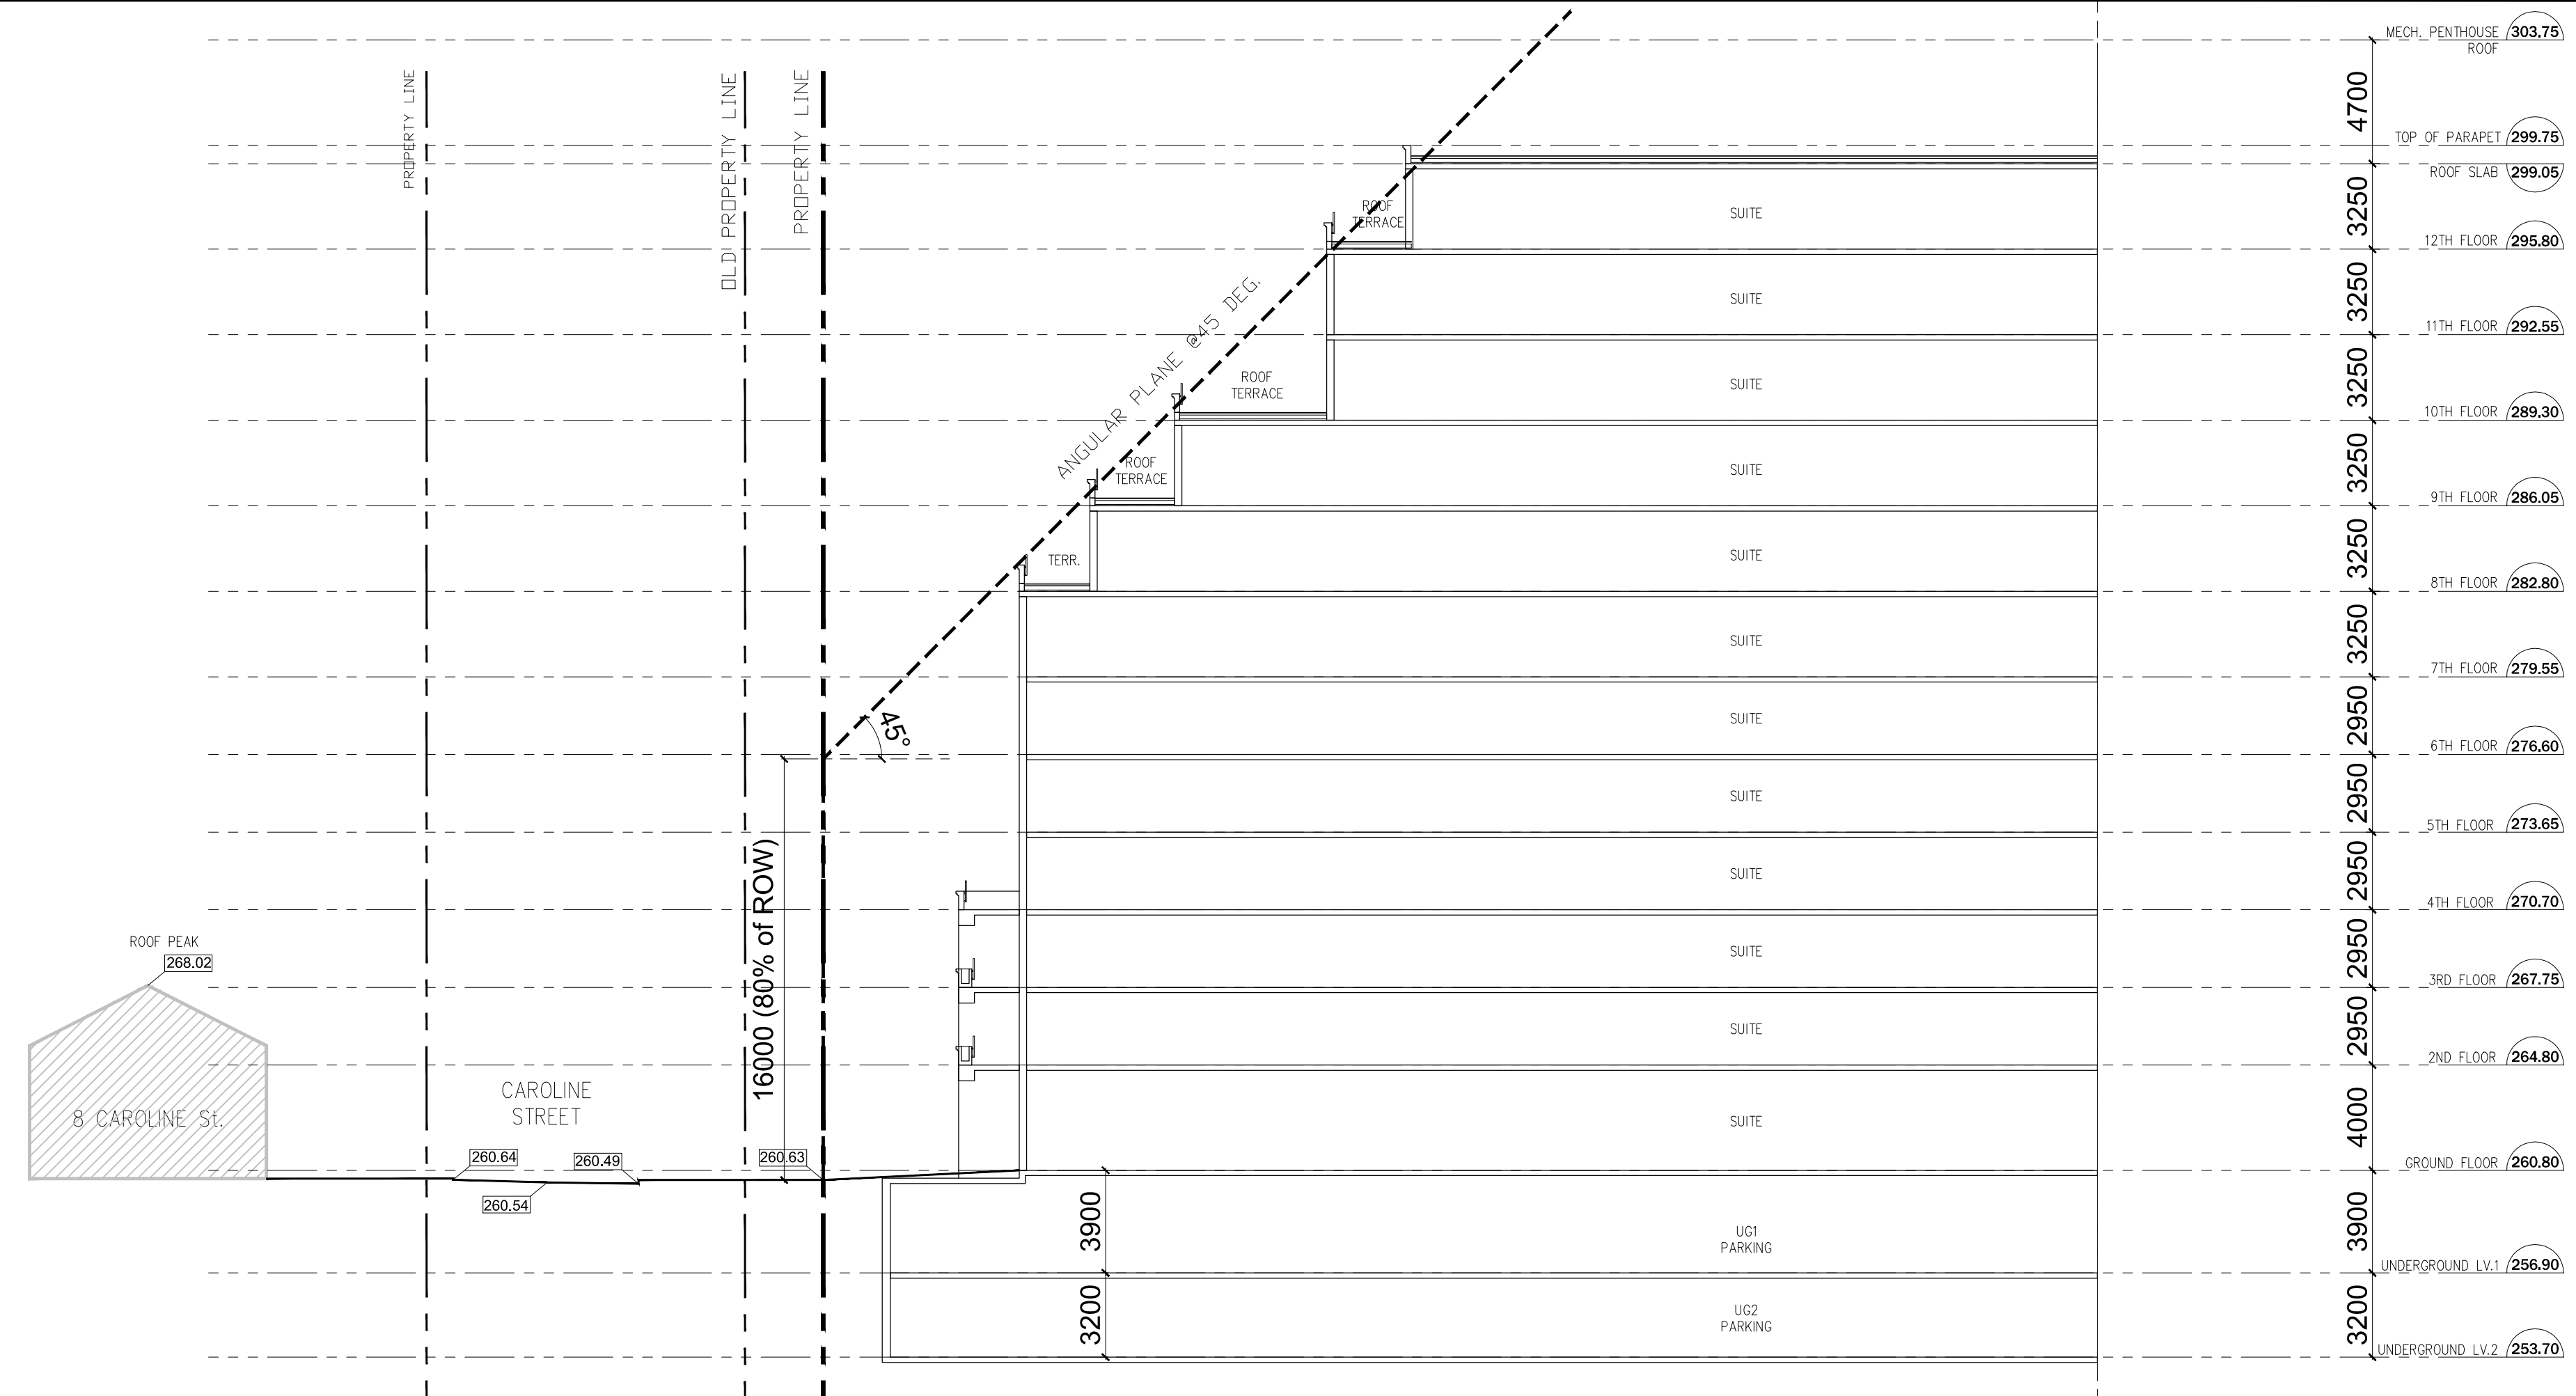 MECH. PENTHOUSE 303.75
ROOF
PROPERTY LINE
OLD PROPERTY LINE
PROPERTY LINE
4700
TOP OF PARAPET 299.75
ROOF SLAB 299.05
ROOF
TERRACE
SUITE
3250
12TH FLOOR 295.80
ANGULAR PLANE @45 DEG.
SUITE
3250
11TH FLOOR 292.55
ROOF
TERRACE
SUITE
3250
10TH FLOOR 289.30
ROOF
TERRACE
SUITE
3250
9TH FLOOR 286.05
TERR.
SUITE
3250
8TH FLOOR 282.80
SUITE
3250
7TH FLOOR 279.55
45°
SUITE
2950
6TH FLOOR 276.60
SUITE
2950
5TH FLOOR 273.65
16000 (80% of ROW)
SUITE
2950
4TH FLOOR 270.70
ROOF PEAK
268.02
SUITE
2950
3RD FLOOR 267.75
SUITE
2950
2ND FLOOR 264.80
8 CAROLINE St.
CAROLINE
STREET
SUITE
4000
260.64
260.49
260.63
GROUND FLOOR 260.80
260.54
3900
UG1
PARKING
3900
UNDERGROUND LV.1 256.90
3200
UG2
PARKING
3200
UNDERGROUND LV.2 253.70